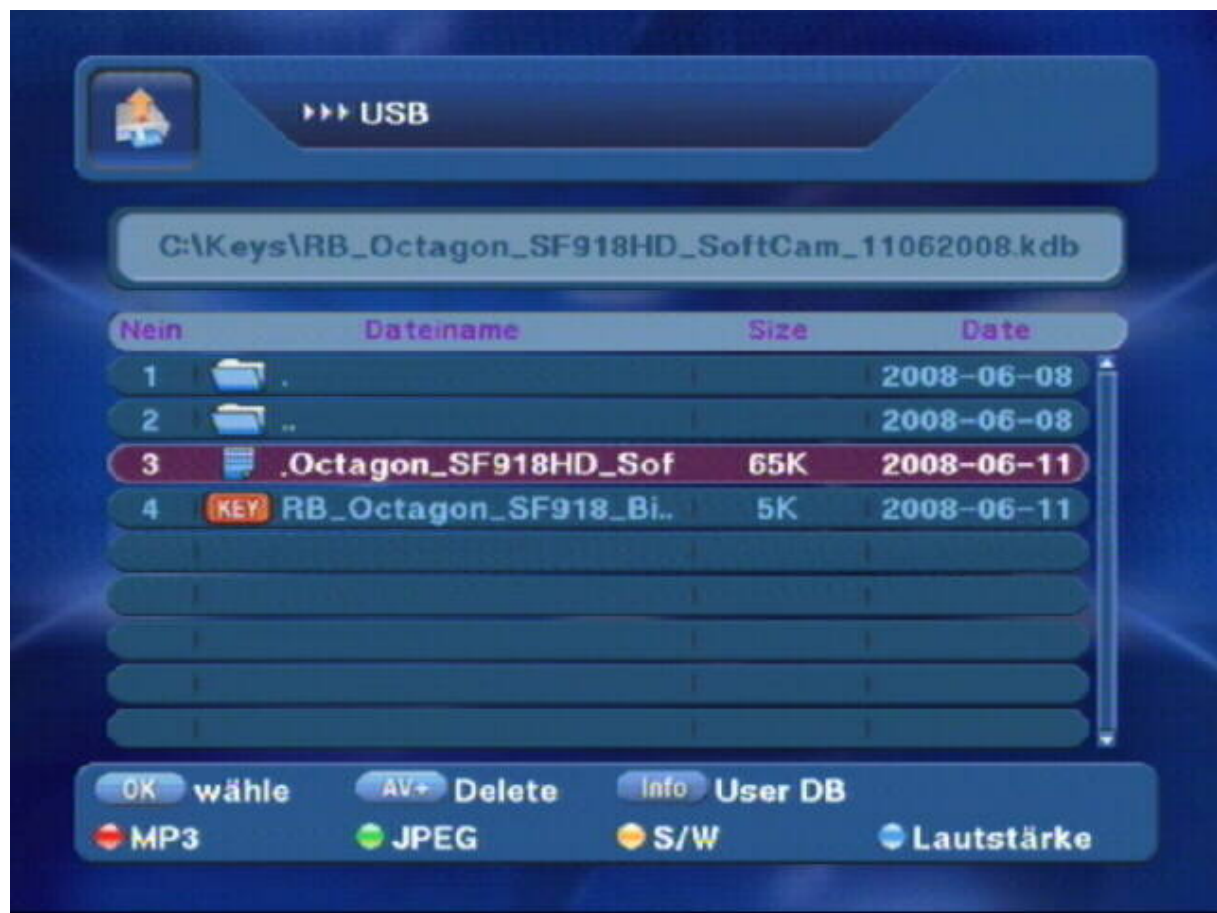 ▸▸▸ USB
C:\Keys\RB_Octagon_SF918HD_SoftCam_11062008.kdb
Nein Dateiname Size Date
1 . 2008-06-08
2 .. 2008-06-08
3 .Octagon_SF918HD_Sof 65K 2008-06-11
4 KEY RB_Octagon_SF918_Bi.. 5K 2008-06-11
OK wähle AV+ Delete Info User DB
MP3 JPEG S/W Lautstärke